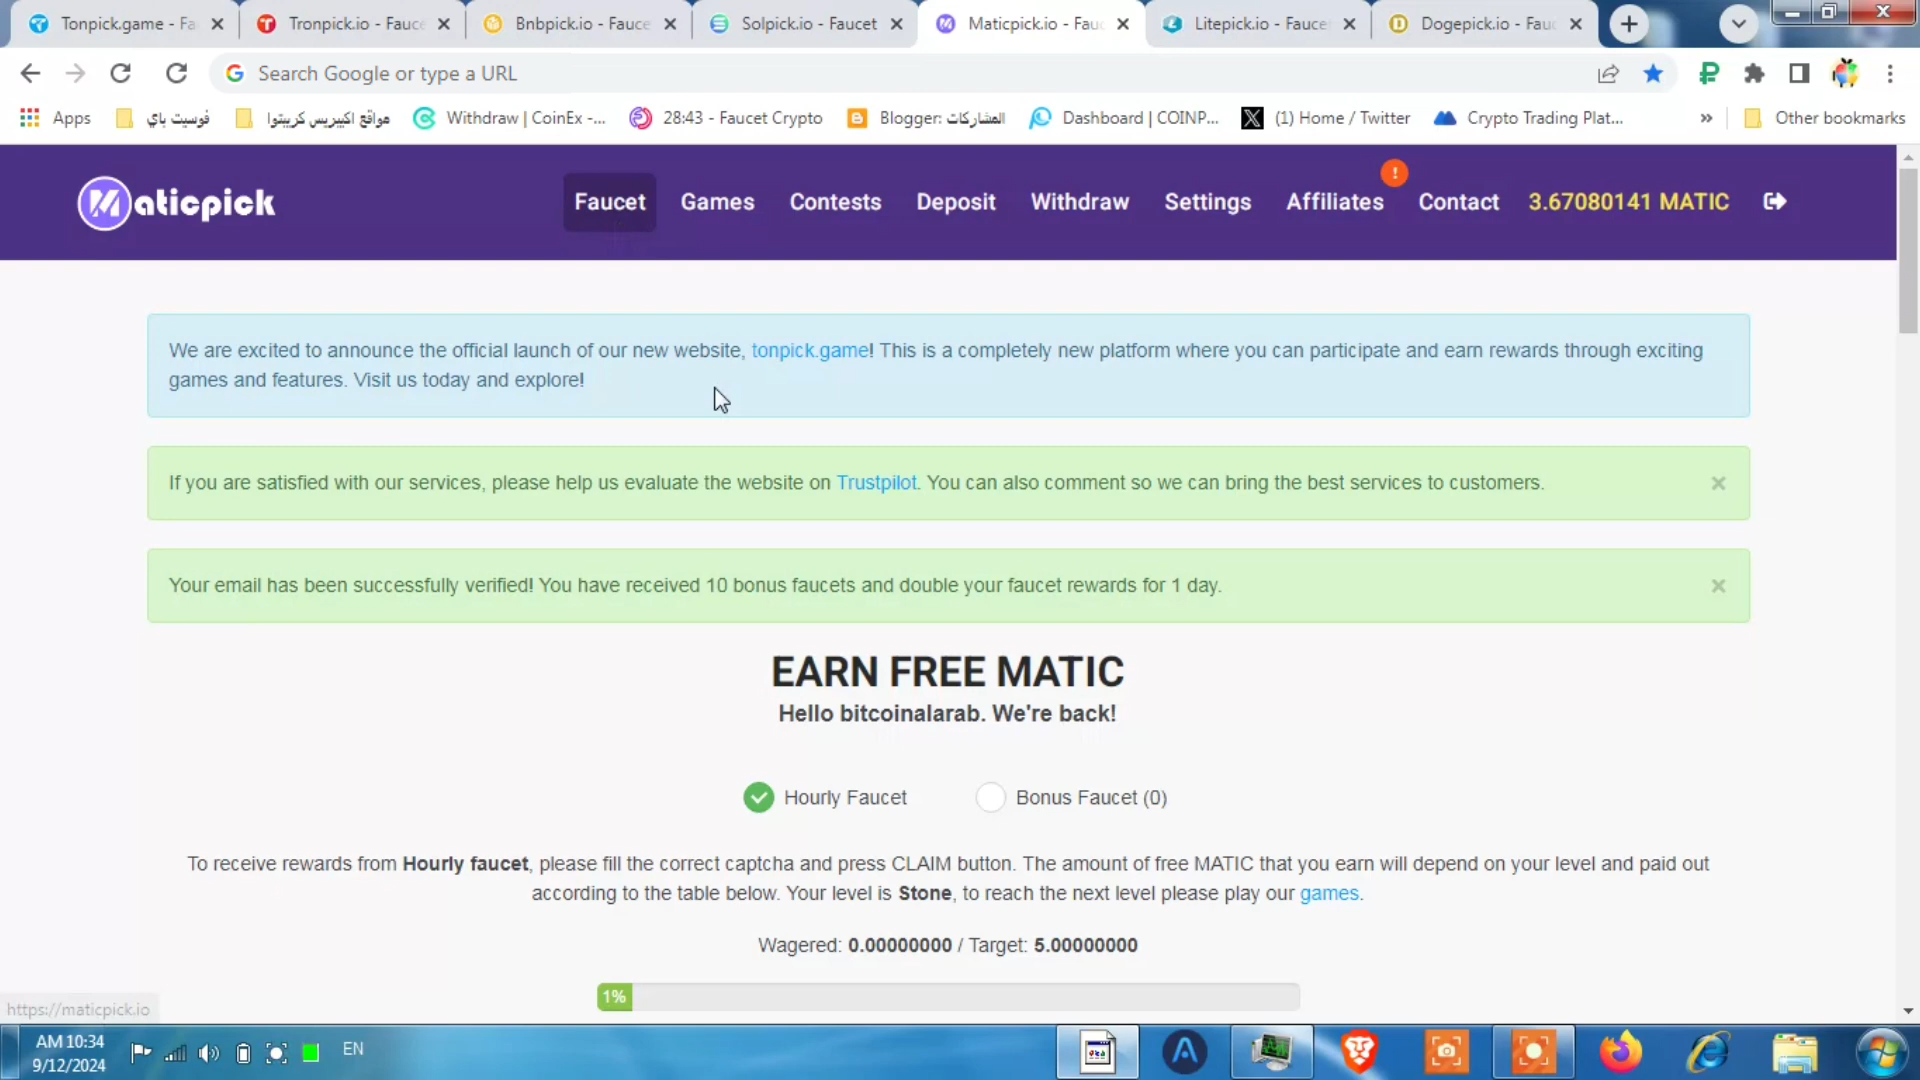 Tonpick.game - Fa
Tronpick.io - Fauce
Bnbpick.io - Fauce
Solpick.io - Faucet
Maticpick.io - Fauc
Litepick.io - Fauce
Dogepick.io - Fauc
Search Google or type a URL
Apps
فوسيت باي
مواقع اكبيريس كريبتوا
Withdraw | CoinEx -...
28:43 - Faucet Crypto
Blogger: المشاركات
Dashboard | COINP...
(1) Home / Twitter
Crypto Trading Plat...
»
Other bookmarks
Maticpick
Faucet
Games
Contests
Deposit
Withdraw
Settings
Affiliates
!
Contact
3.67080141 MATIC
We are excited to announce the official launch of our new website, tonpick.game! This is a completely new platform where you can participate and earn rewards through exciting
games and features. Visit us today and explore!
If you are satisfied with our services, please help us evaluate the website on Trustpilot. You can also comment so we can bring the best services to customers.
Your email has been successfully verified! You have received 10 bonus faucets and double your faucet rewards for 1 day.
EARN FREE MATIC
Hello bitcoinalarab. We're back!
Hourly Faucet
Bonus Faucet (0)
To receive rewards from Hourly faucet, please fill the correct captcha and press CLAIM button. The amount of free MATIC that you earn will depend on your level and paid out
according to the table below. Your level is Stone, to reach the next level please play our games.
Wagered: 0.00000000 / Target: 5.00000000
1%
https://maticpick.io
AM 10:34
9/12/2024
EN